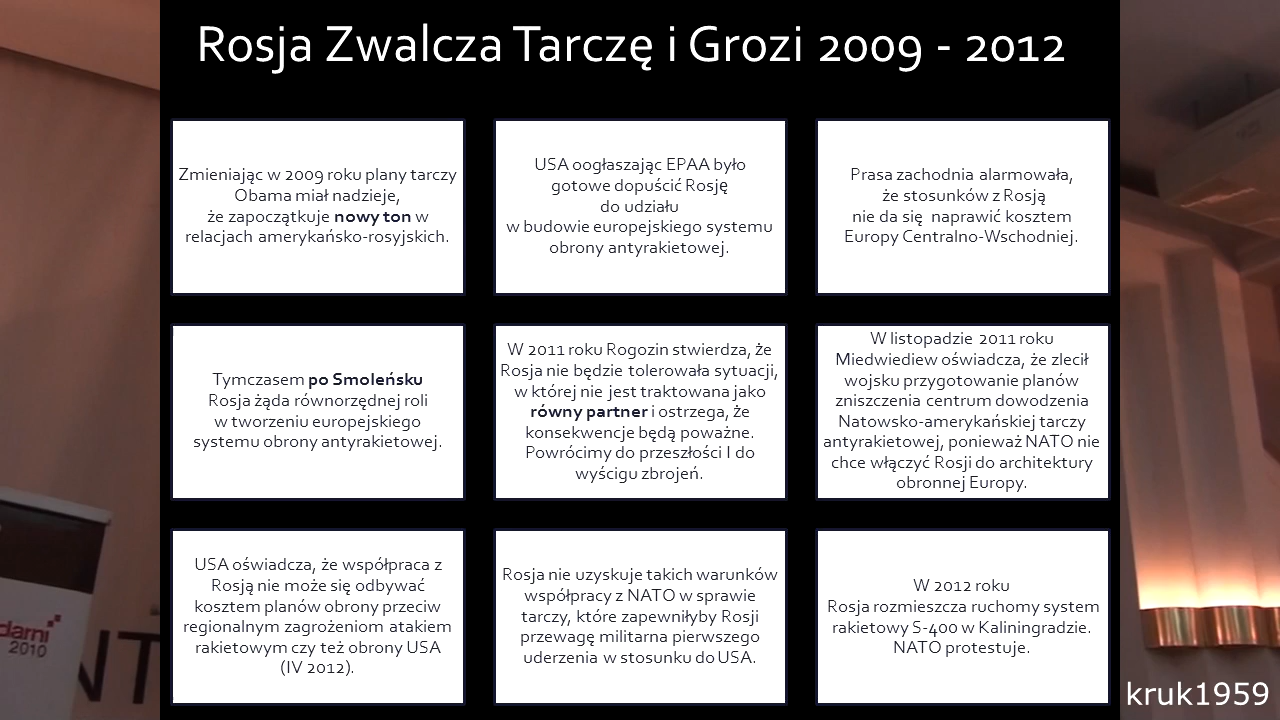 Rosja Zwalcza Tarczę i Grozi 2009 - 2012
Zmieniając w 2009 roku plany tarczy
Obama miał nadzieje,
że zapoczątkuje nowy ton w
relacjach amerykańsko-rosyjskich.
USA oogłaszając EPAA było
gotowe dopuścić Rosję
do udziału
w budowie europejskiego systemu
obrony antyrakietowej.
Prasa zachodnia alarmowała,
że stosunków z Rosją
nie da się naprawić kosztem
Europy Centralno-Wschodniej.
Tymczasem po Smoleńsku
Rosja żąda równorzędnej roli
w tworzeniu europejskiego
systemu obrony antyrakietowej.
W 2011 roku Rogozin stwierdza, że
Rosja nie będzie tolerowała sytuacji,
w której nie jest traktowana jako
równy partner i ostrzega, że
konsekwencje będą poważne.
Powrócimy do przeszłości I do
wyścigu zbrojeń.
W listopadzie 2011 roku
Miedwiediew oświadcza, że zlecił
wojsku przygotowanie planów
zniszczenia centrum dowodzenia
Natowsko-amerykańskiej tarczy
antyrakietowej, ponieważ NATO nie
chce włączyć Rosji do architektury
obronnej Europy.
USA oświadcza, że współpraca z
Rosją nie może się odbywać
kosztem planów obrony przeciw
regionalnym zagrożeniom atakiem
rakietowym czy też obrony USA
(IV 2012).
Rosja nie uzyskuje takich warunków
współpracy z NATO w sprawie
tarczy, które zapewniłyby Rosji
przewagę militarna pierwszego
uderzenia w stosunku do USA.
W 2012 roku
Rosja rozmieszcza ruchomy system
rakietowy S-400 w Kaliningradzie.
NATO protestuje.
darni
2010
NT
kruk1959